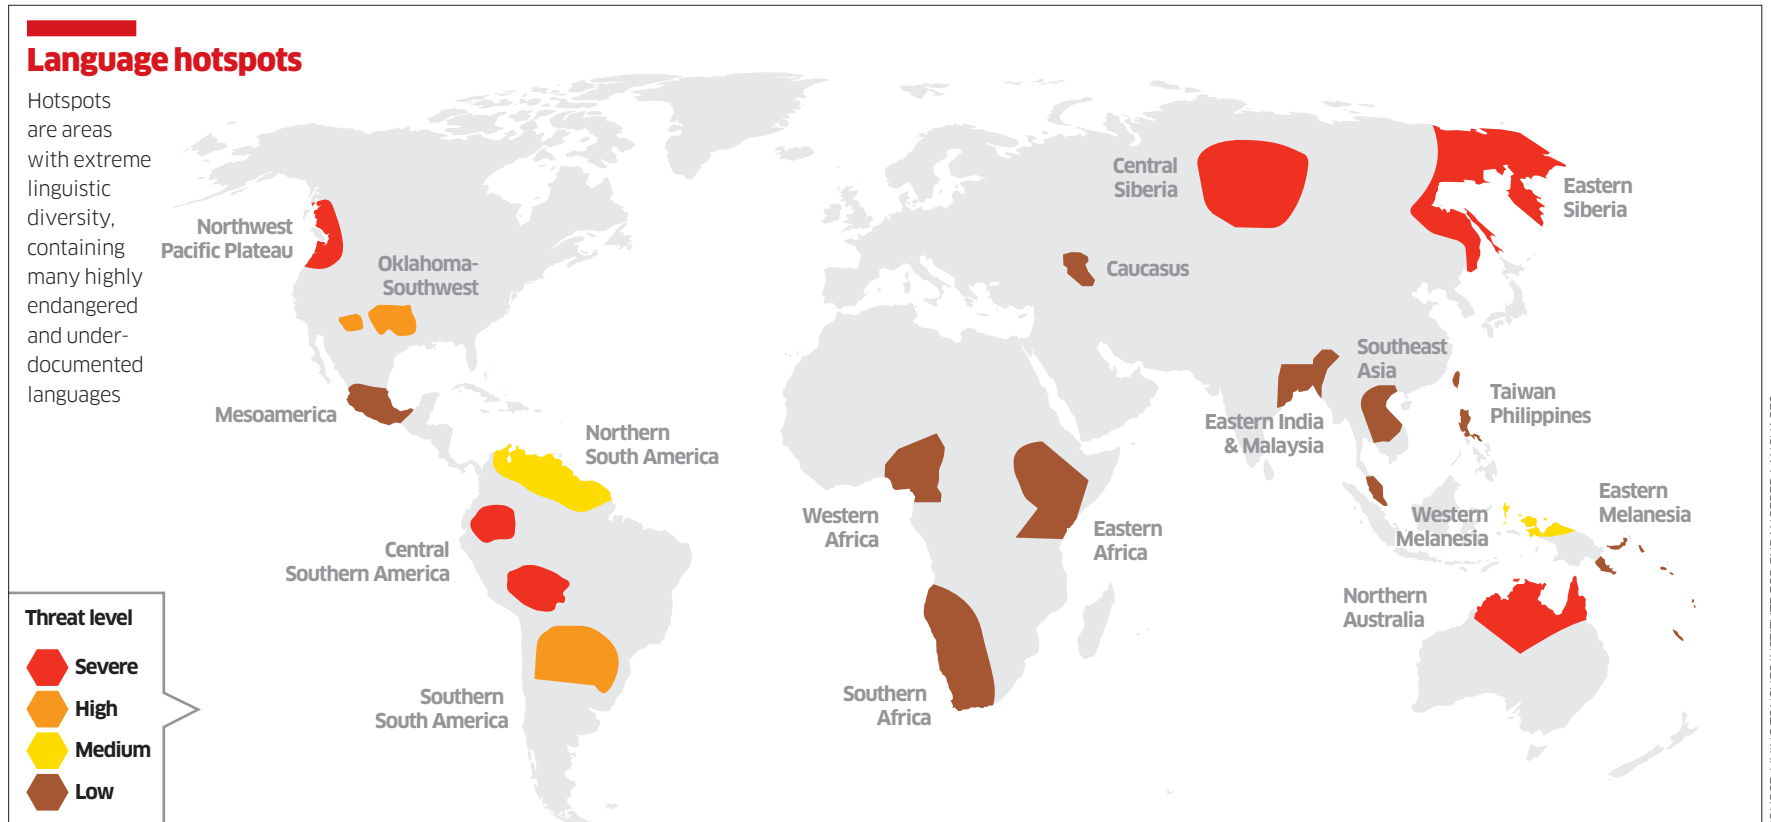 Language hotspots
Hotspots
are areas
with extreme
linguistic
diversity,
containing
many highly
endangered
and under-
documented
languages
Northwest
Pacific Plateau
Oklahoma-
Southwest
Mesoamerica
Northern
South America
Central
Southern America
Southern
South America
Central
Siberia
Eastern
Siberia
Caucasus
Southeast
Asia
Taiwan
Philippines
Eastern India
& Malaysia
Western
Africa
Eastern
Africa
Southern
Africa
Western
Melanesia
Eastern
Melanesia
Northern
Australia
Threat level
Severe
High
Medium
Low